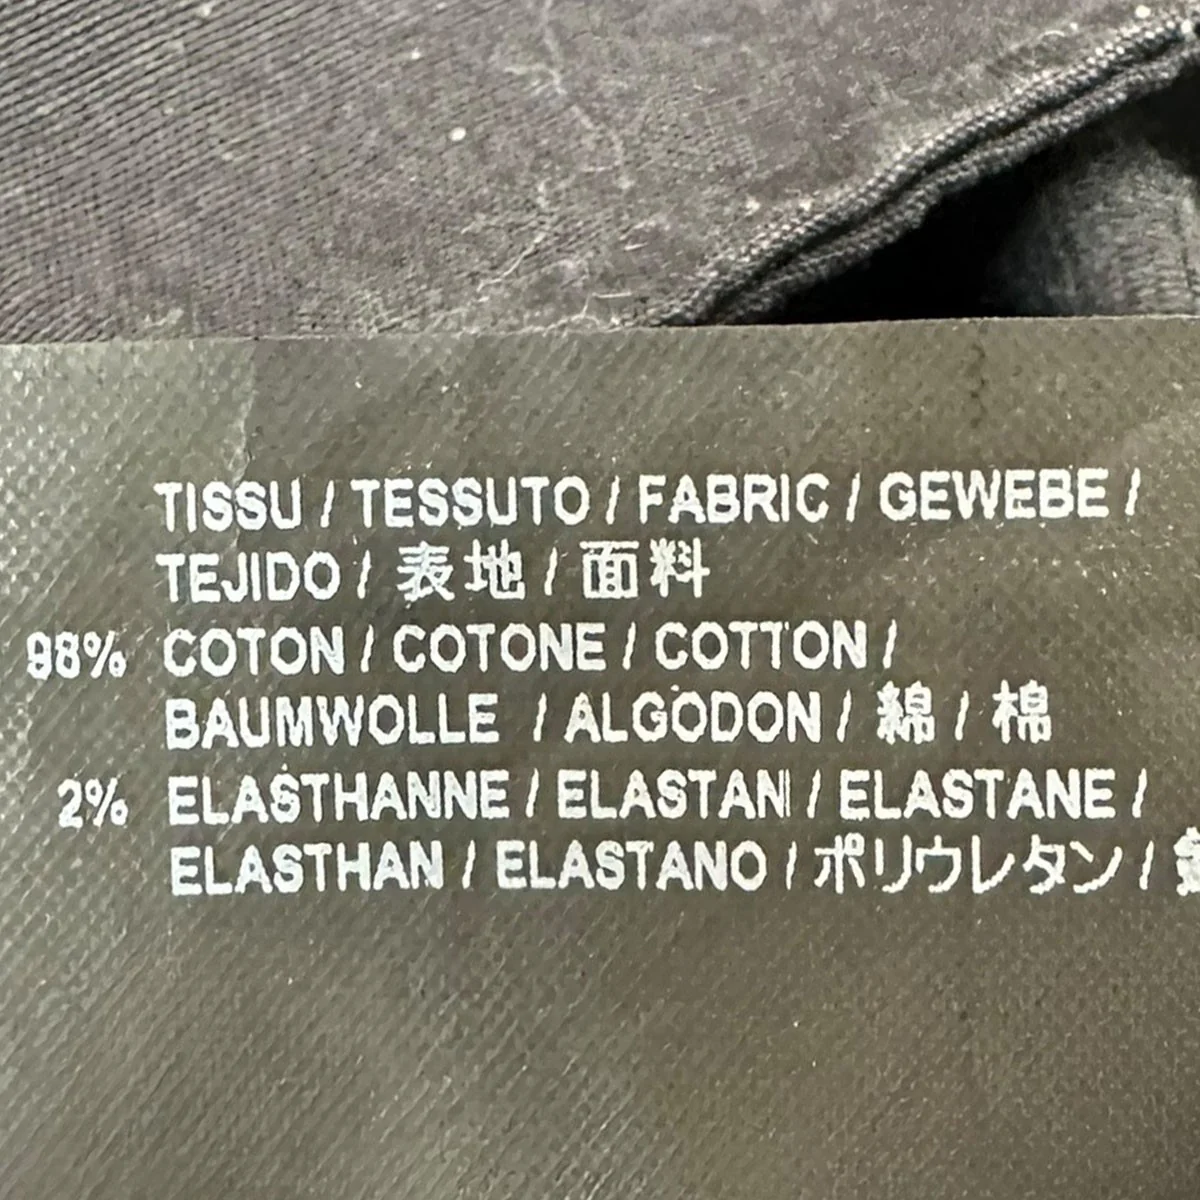 TISSU / TESSUTO / FABRIC / GEWEBE /
TEJIDO / 表地 / 面料
98% COTON / COTONE / COTTON /
BAUMWOLLE / ALGODON / 綿 / 棉
2% ELASTHANNE / ELASTAN / ELASTANE /
ELASTHAN / ELASTANO / ポリウレタン /